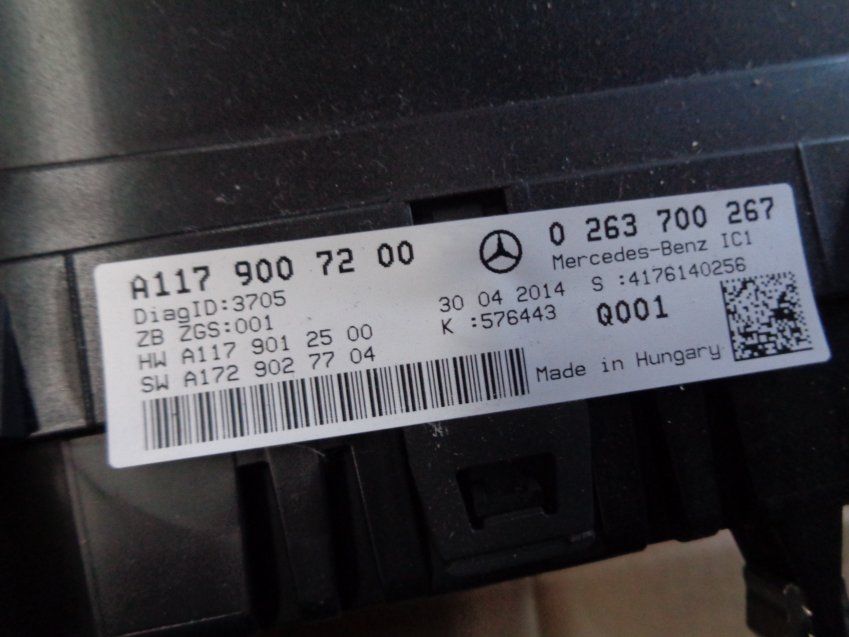 A117 900 72 00
0 263 700 267
Mercedes-Benz IC1
DiagID:3705
30 04 2014
S :4176140256
ZB ZGS:001
K :576443
Q001
HW A117 901 25 00
SW A172 902 77 04
Made in Hungary